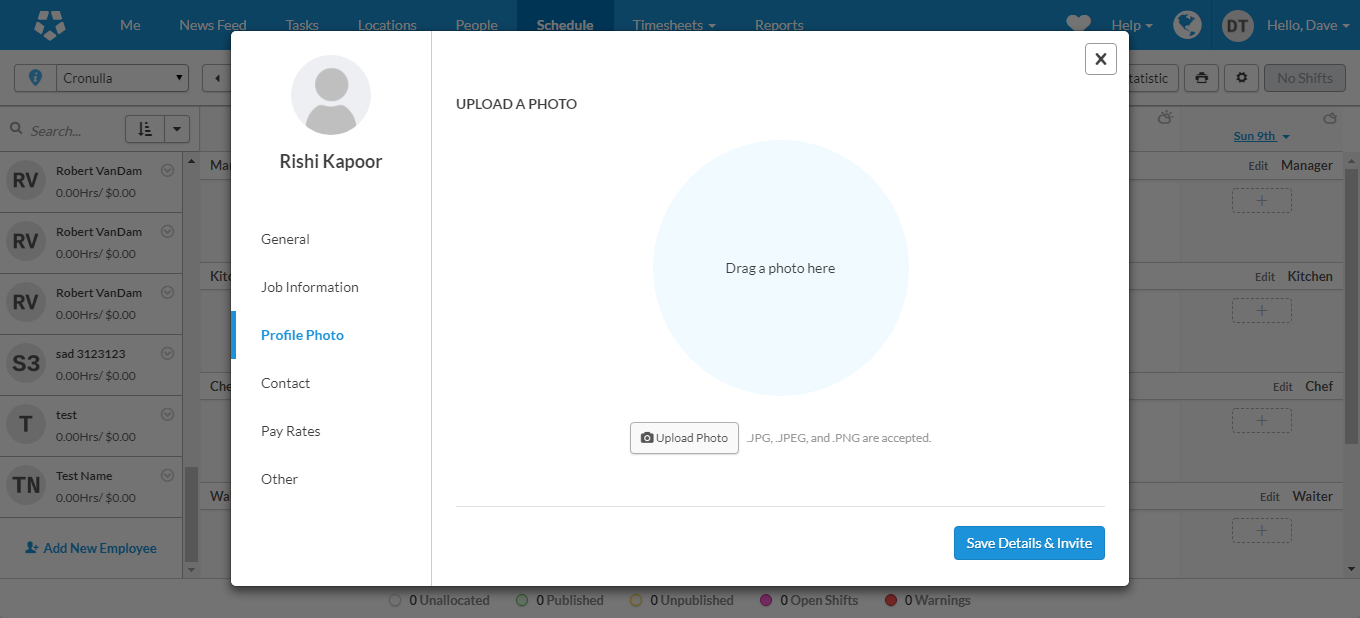 Me News Feed Tasks Locations People Schedule Timesheets Reports Help DT Hello, Dave
Cronulla tatistic No Shifts
Search...
Sun 9th
RV Robert VanDam
0.00Hrs/ $0.00
RV Robert VanDam
0.00Hrs/ $0.00
RV Robert VanDam
0.00Hrs/ $0.00
S3 sad 3123123
0.00Hrs/ $0.00
T test
0.00Hrs/ $0.00
TN Test Name
0.00Hrs/ $0.00
Add New Employee
Mar
Kitc
Che
Wa
Rishi Kapoor
General
Job Information
Profile Photo
Contact
Pay Rates
Other
UPLOAD A PHOTO
Drag a photo here
Upload Photo .JPG, .JPEG, and .PNG are accepted.
Save Details & Invite
Edit Manager
Edit Kitchen
Edit Chef
Edit Waiter
0 Unallocated 0 Published 0 Unpublished 0 Open Shifts 0 Warnings